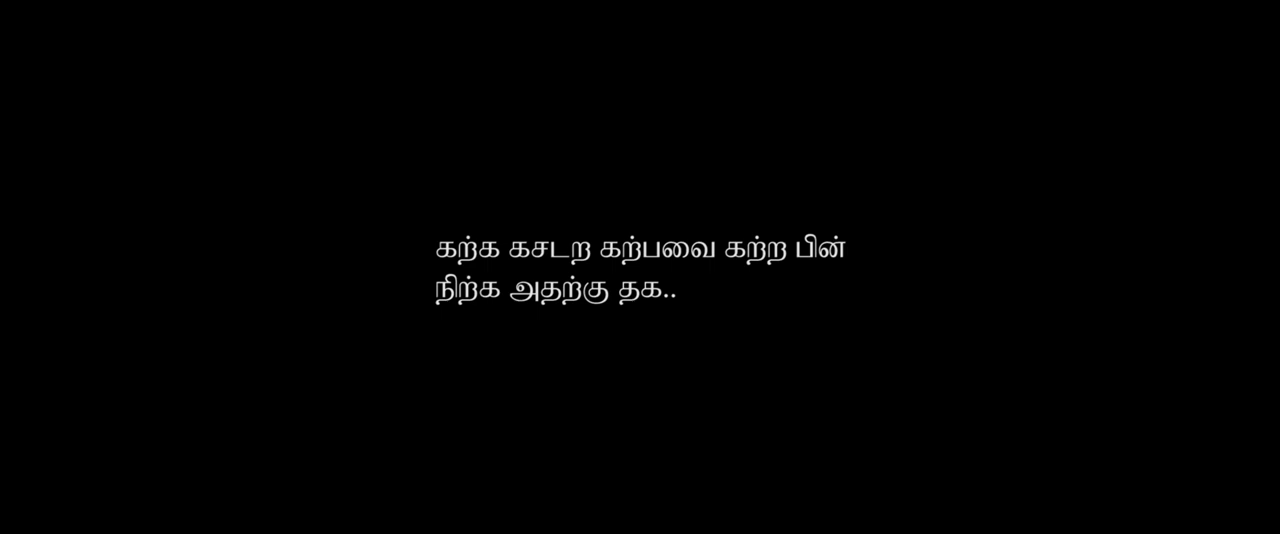 கற்க கசடற கற்பவை கற்ற பின்
நிற்க அதற்கு தக..